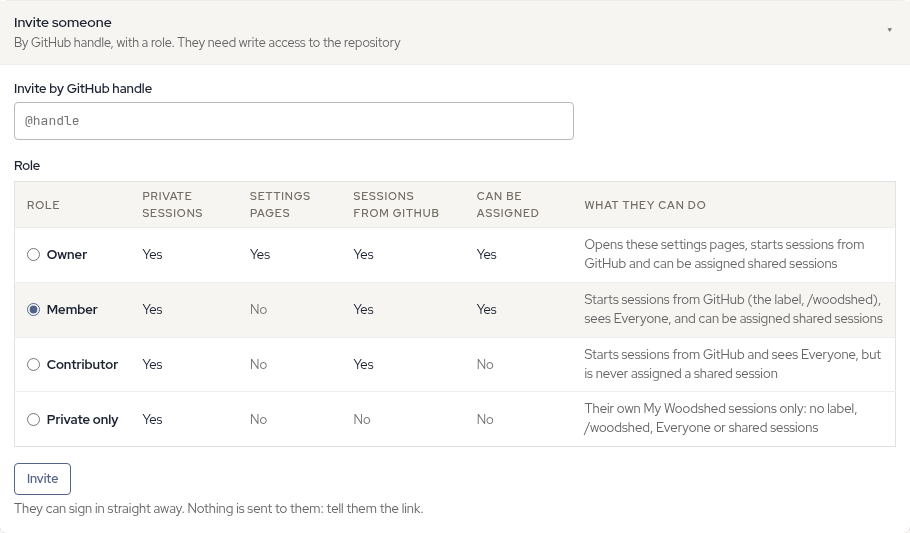 Invite someone
By GitHub handle, with a role. They need write access to the repository
Invite by GitHub handle
@handle
Role
ROLE PRIVATE SESSIONS SETTINGS PAGES SESSIONS FROM GITHUB CAN BE ASSIGNED WHAT THEY CAN DO
Owner Yes Yes Yes Yes Opens these settings pages, starts sessions from
GitHub and can be assigned shared sessions
Member Yes No Yes Yes Starts sessions from GitHub (the label, /woodshed),
sees Everyone, and can be assigned shared sessions
Contributor Yes No Yes No Starts sessions from GitHub and sees Everyone, but
is never assigned a shared session
Private only Yes No No No Their own My Woodshed sessions only: no label,
/woodshed, Everyone or shared sessions
Invite
They can sign in straight away. Nothing is sent to them: tell them the link.